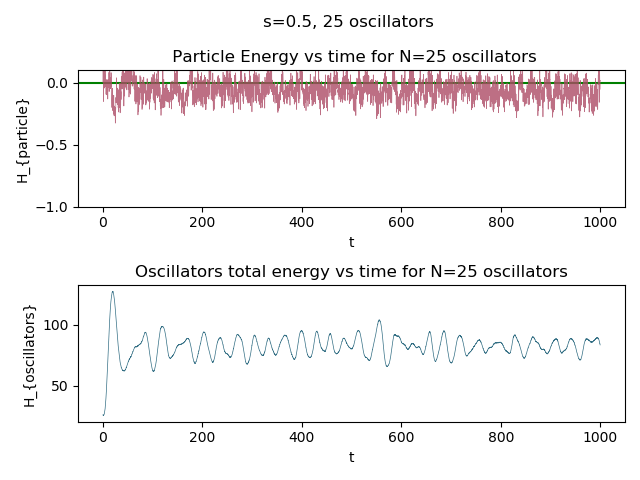 s=0.5, 25 oscillators
Particle Energy vs time for N=25 oscillators
0.0
−0.5
−1.0
H_{particle}
0
200
400
600
800
1000
t
Oscillators total energy vs time for N=25 oscillators
100
50
H_{oscillators}
0
200
400
600
800
1000
t